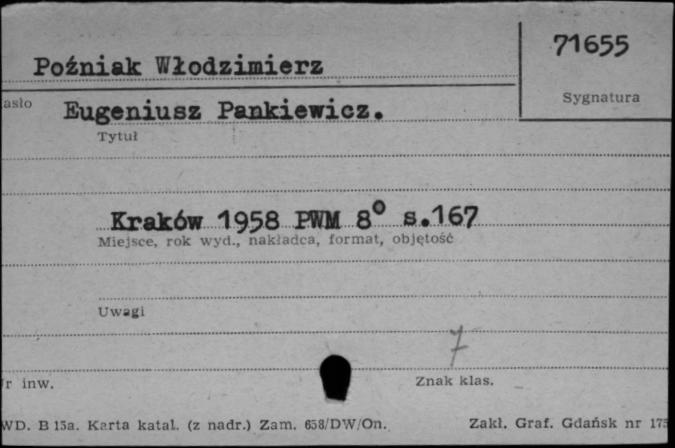 71655
Poźniak Włodzimierz
Sygnatura
asło
Eugeniusz Pankiewicz.
Tytuł
Kraków 1958 PWM 8° s.167
Miejsce, rok wyd., nakładca, format, objętość
Uwagi
7
r inw.
Znak klas.
WD. B 15a. Karta katal. (z nadr.) Zam. 658/DW/On. Zakł. Graf. Gdańsk nr 175